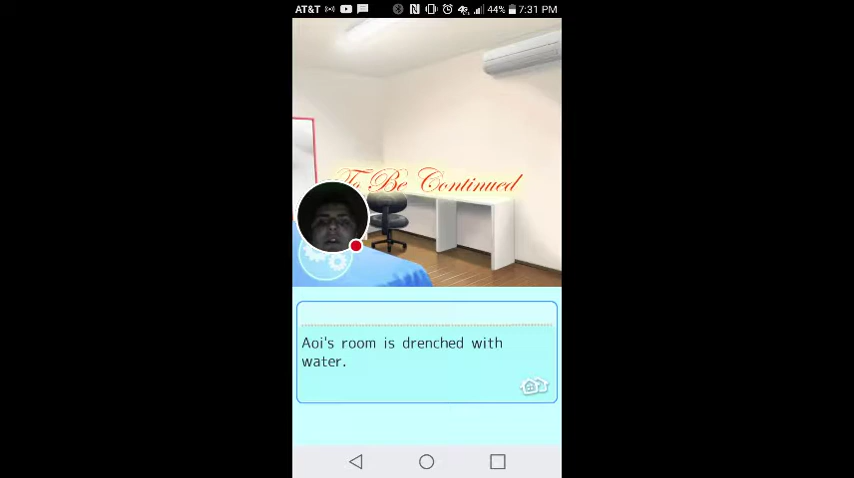 AT&T 44% 7:31 PM
To Be Continued
Aoi's room is drenched with
water.